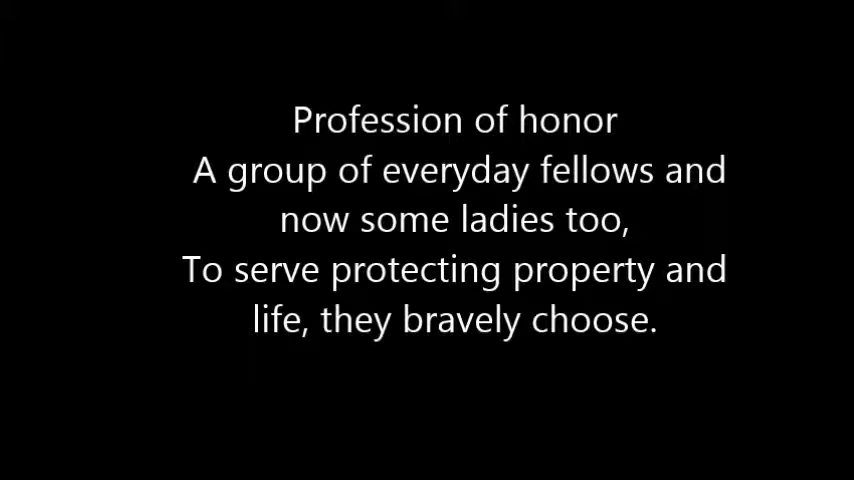 Profession of honor
A group of everyday fellows and
now some ladies too,
To serve protecting property and
life, they bravely choose.